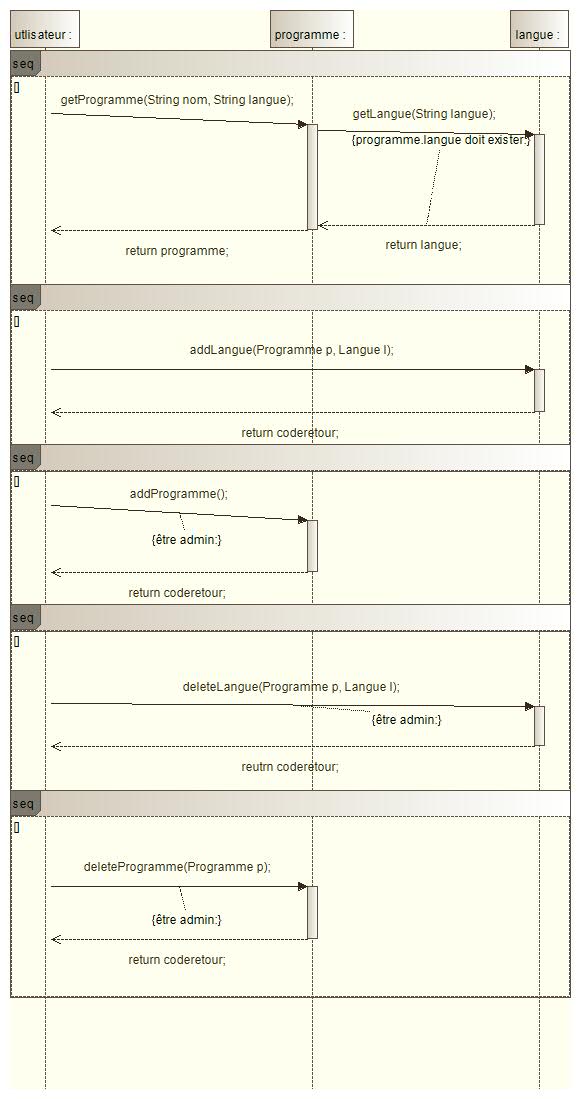 utlisateur :
programme :
langue :
seq
[]
getProgramme(String nom, String langue);
getLangue(String langue);
{programme.langue doit exister:}
return programme;
return langue;
seq
[]
addLangue(Programme p, Langue l);
return coderetour;
seq
[]
addProgramme();
{être admin:}
return coderetour;
seq
[]
deleteLangue(Programme p, Langue l);
{être admin:}
reutrn coderetour;
seq
[]
deleteProgramme(Programme p);
{être admin:}
return coderetour;